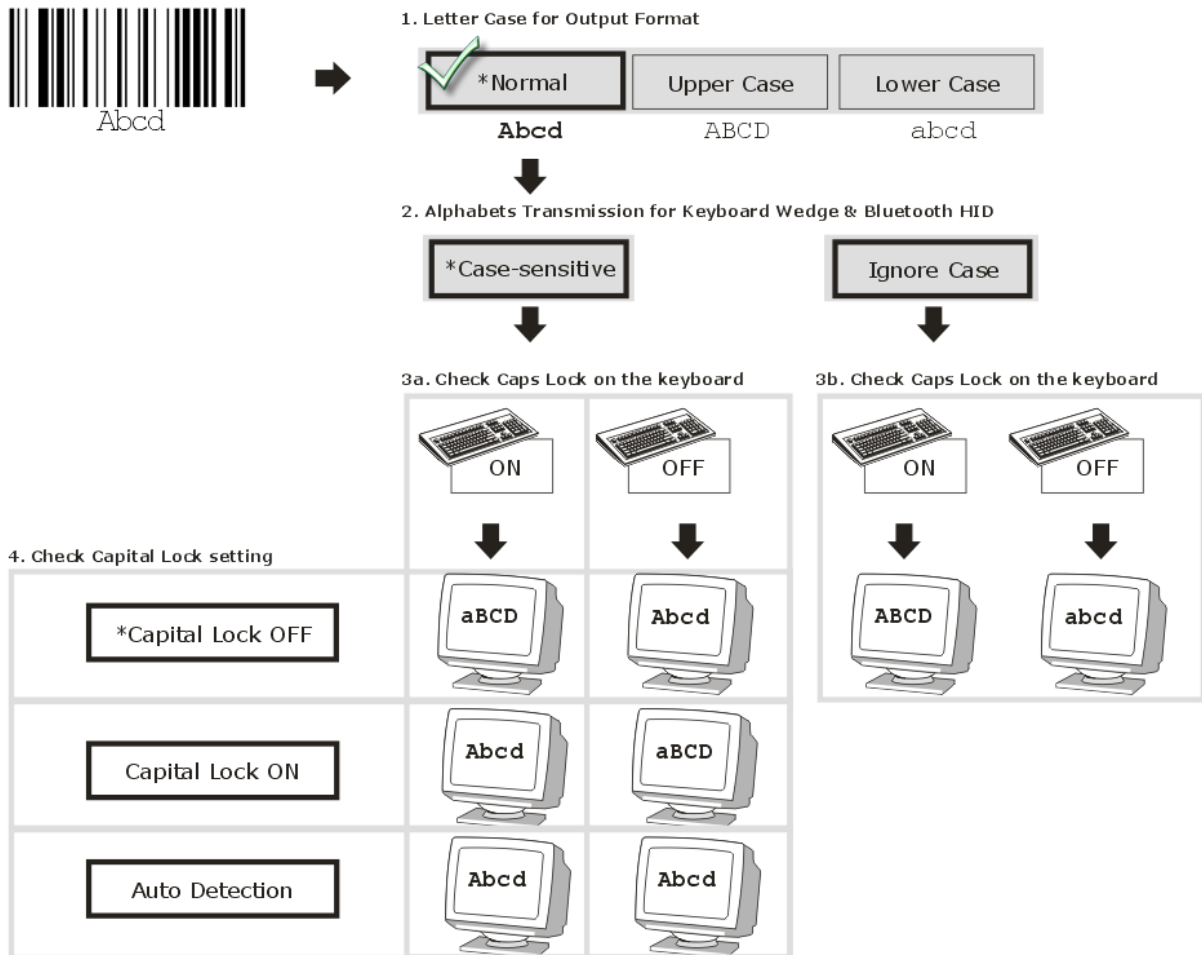 1. Letter Case for Output Format
*Normal Upper Case Lower Case
Abcd
Abcd ABCD abcd
2. Alphabets Transmission for Keyboard Wedge & Bluetooth HID
*Case-sensitive Ignore Case
3a. Check Caps Lock on the keyboard 3b. Check Caps Lock on the keyboard
ON OFF ON OFF
4. Check Capital Lock setting
*Capital Lock OFF aBCD Abcd ABCD abcd
Capital Lock ON Abcd aBCD
Auto Detection Abcd Abcd